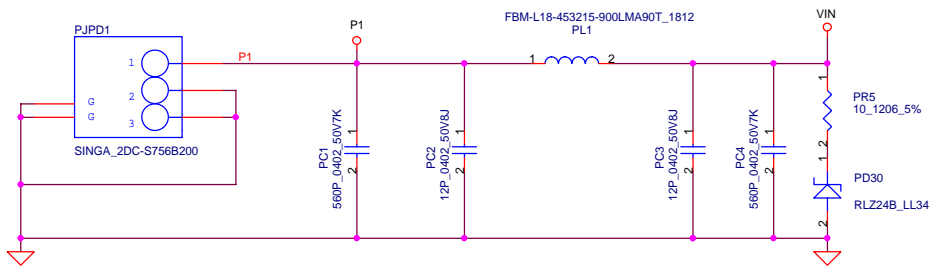 FBM-L18-453215-900LMA90T_1812
PL1
PJPD1
P1
VIN
1
P1
1 2
2
3
G
G
SINGA_2DC-S756B200
1
2
PC1
560P_0402_50V7K
1
2
PC2
12P_0402_50V8J
1
2
PC3
12P_0402_50V8J
1
2
PC4
560P_0402_50V7K
1
2
PR5
10_1206_5%
1
2
PD30
RLZ24B_LL34